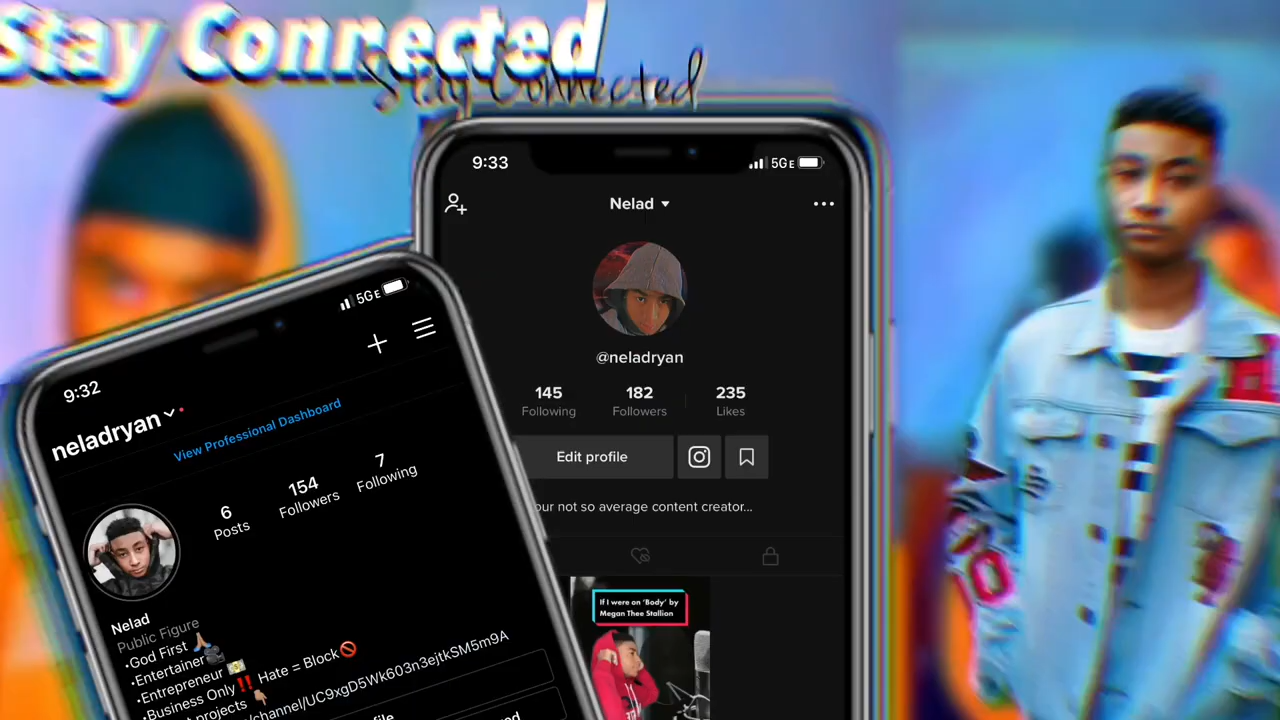 Stay Connected
Stay Connected
9:33
5GE
Nelad
@neladryan
145
182
235
Following
Followers
Likes
Edit profile
our not so average content creator...
If I were on ‘Body’ by
Megan Thee Stallion
9:32
5GE
neladryan
View Professional Dashboard
6
154
7
Posts
Followers
Following
Nelad
Public Figure
•God First 🙏🏽
•Entertainer
•Entrepreneur
•Business Only‼️ Hate = Block🚫
t projects
/channel/UC9xgD5Wk603n3ejtkSM5m9A